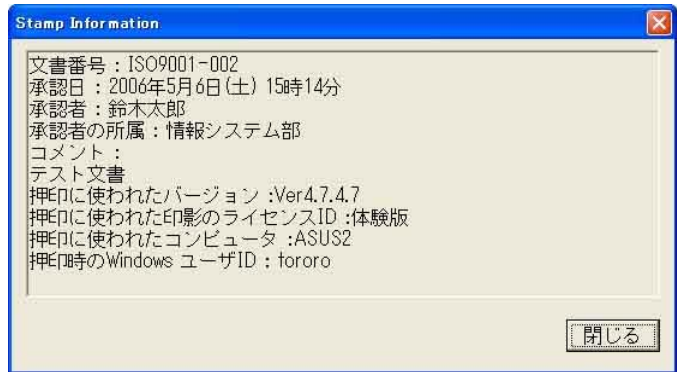 Stamp Information
文書番号：ISO9001-002
承認日：2006年5月6日(土) 15時14分
承認者：鈴木太郎
承認者の所属：情報システム部
コメント：
テスト文書
押印に使われたバージョン :Ver4.7.4.7
押印に使われた印影のライセンスID :体験版
押印に使われたコンピュータ :ASUS2
押印時のWindows ユーザID : tororo
閉じる